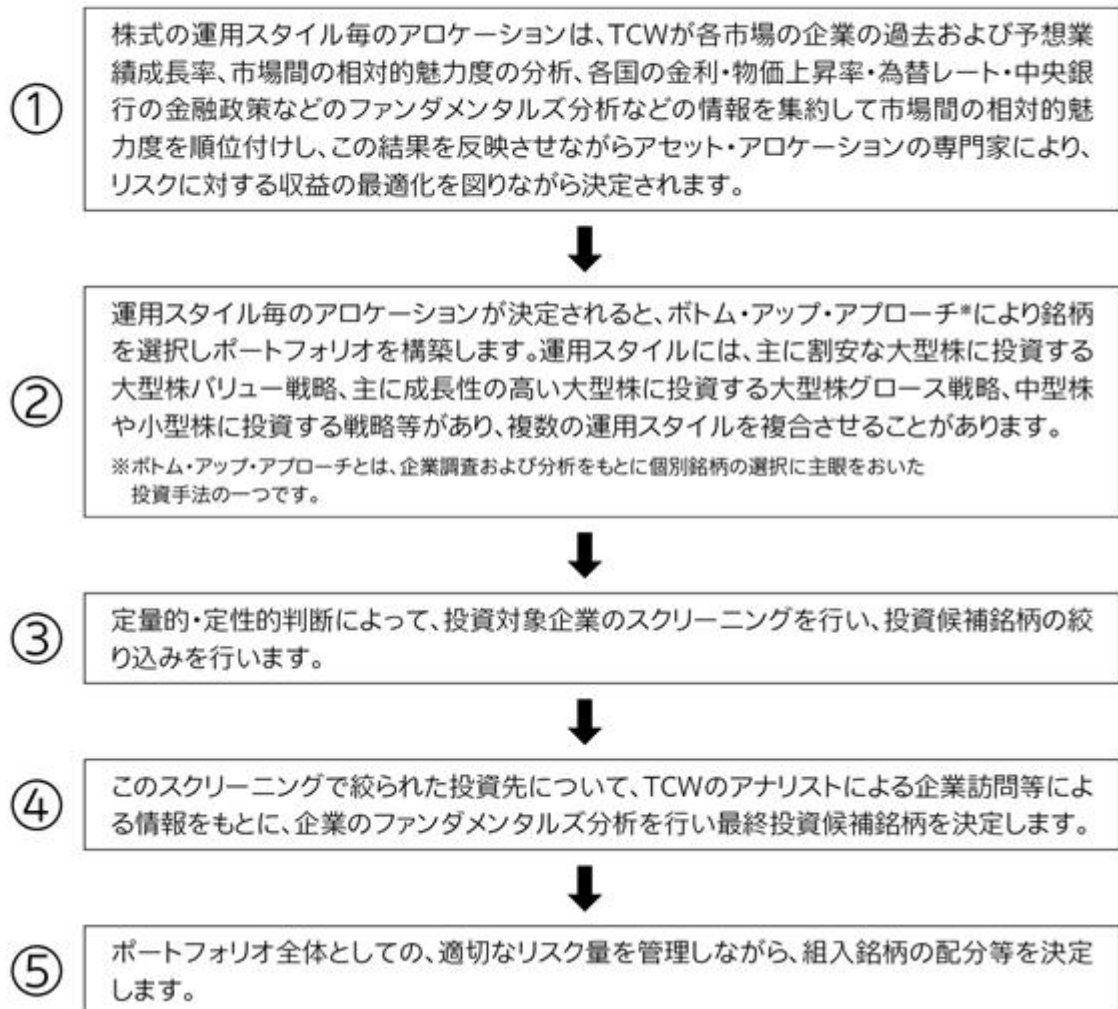 ①
株式の運用スタイル毎のアロケーションは、TCWが各市場の企業の過去および予想業
績成長率、市場間の相対的魅力度の分析、各国の金利・物価上昇率・為替レート・中央銀
行の金融政策などのファンダメンタルズ分析などの情報を集約して市場間の相対的魅
力度を順位付けし、この結果を反映させながらアセット・アロケーションの専門家により、
リスクに対する収益の最適化を図りながら決定されます。
②
運用スタイル毎のアロケーションが決定されると、ボトム・アップ・アプローチ※により銘柄
を選択しポートフォリオを構築します。運用スタイルには、主に割安な大型株に投資する
大型株バリュー戦略、主に成長性の高い大型株に投資する大型株グロース戦略、中型株
や小型株に投資する戦略等があり、複数の運用スタイルを複合させることがあります。
※ボトム・アップ・アプローチとは、企業調査および分析をもとに個別銘柄の選択に主眼をおいた
投資手法の一つです。
③
定量的・定性的判断によって、投資対象企業のスクリーニングを行い、投資候補銘柄の絞
り込みを行います。
④
このスクリーニングで絞られた投資先について、TCWのアナリストによる企業訪問等によ
る情報をもとに、企業のファンダメンタルズ分析を行い最終投資候補銘柄を決定します。
⑤
ポートフォリオ全体としての、適切なリスク量を管理しながら、組入銘柄の配分等を決定
します。